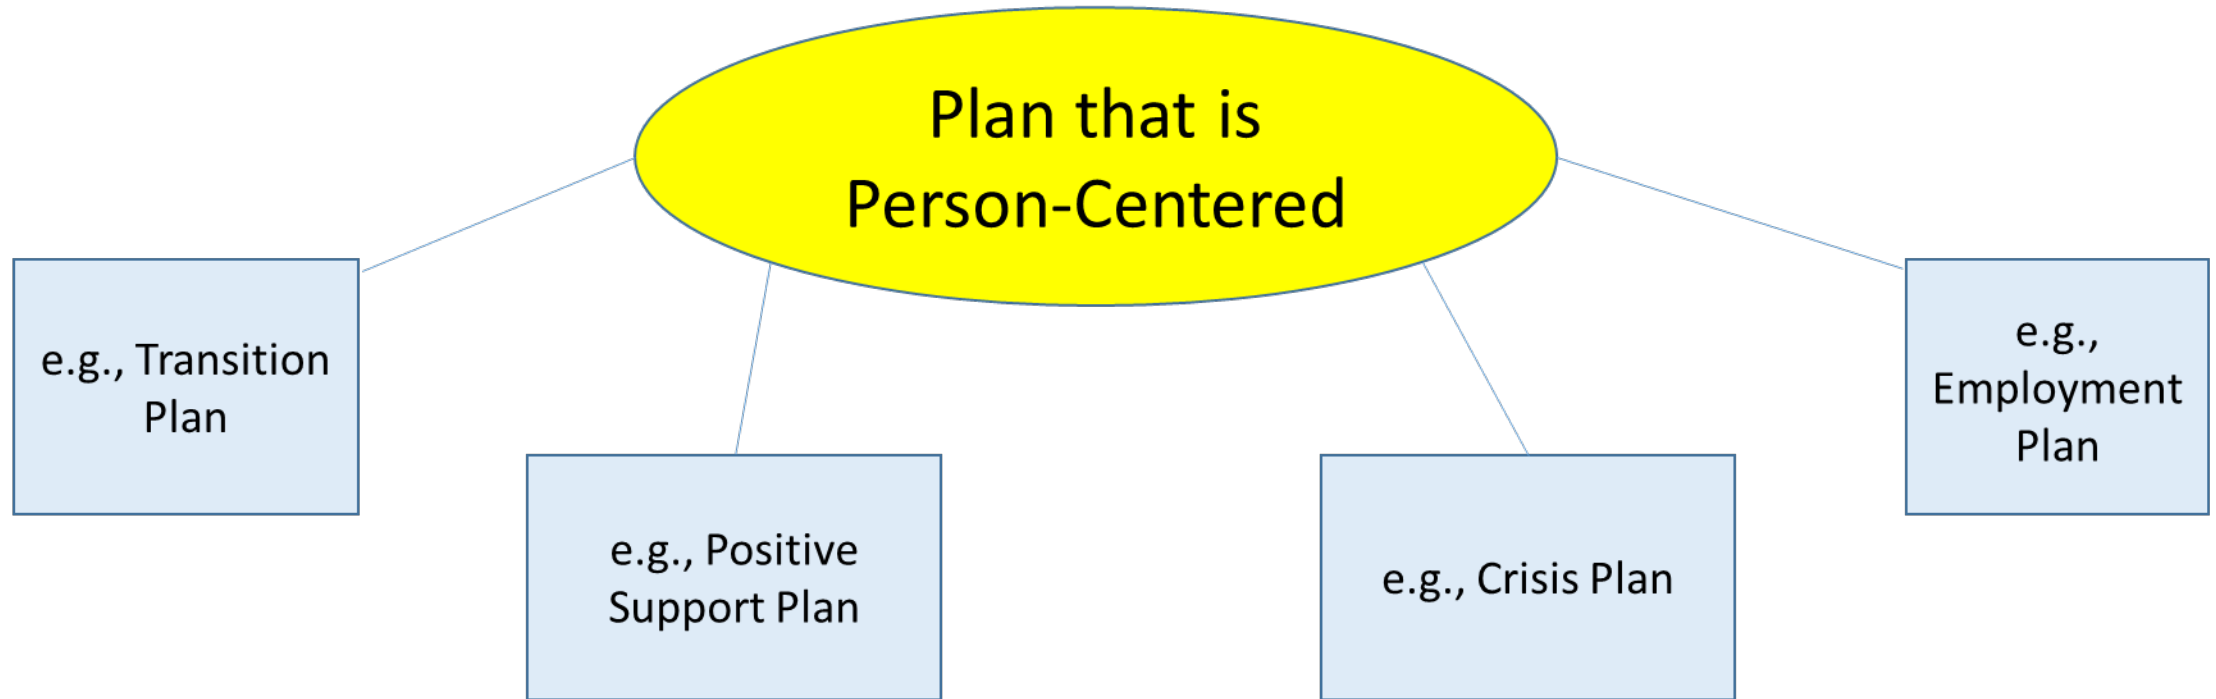 Plan that is
Person-Centered
e.g., Transition
Plan
e.g., Positive
Support Plan
e.g., Crisis Plan
e.g.,
Employment
Plan